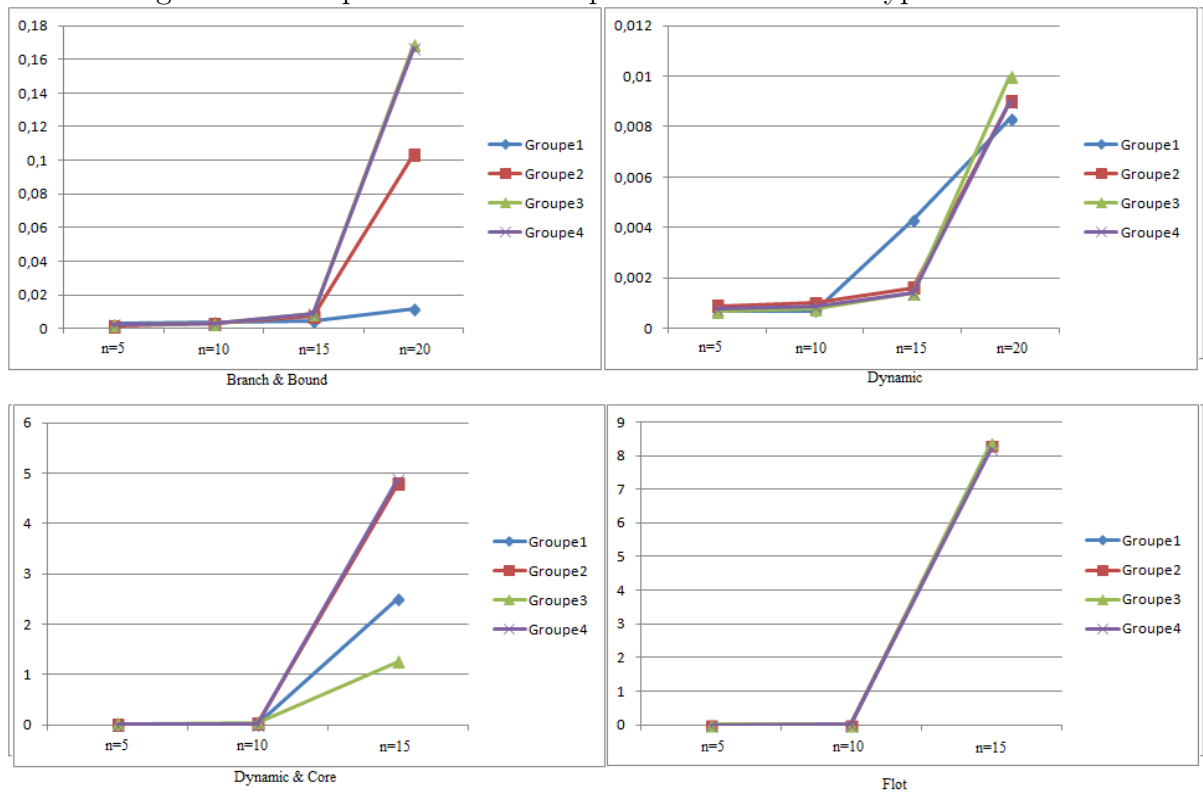 0,18
0,16
0,14
0,12
0,1
0,08
0,06
0,04
0,02
0
n=5 n=10 n=15 n=20
Groupe1
Groupe2
Groupe3
Groupe4
Branch & Bound
0,012
0,01
0,008
0,006
0,004
0,002
0
n=5 n=10 n=15 n=20
Groupe1
Groupe2
Groupe3
Groupe4
Dynamic
6
5
4
3
2
1
0
n=5 n=10 n=15
Groupe1
Groupe2
Groupe3
Groupe4
Dynamic & Core
9
8
7
6
5
4
3
2
1
0
n=5 n=10 n=15
Groupe1
Groupe2
Groupe3
Groupe4
Flot